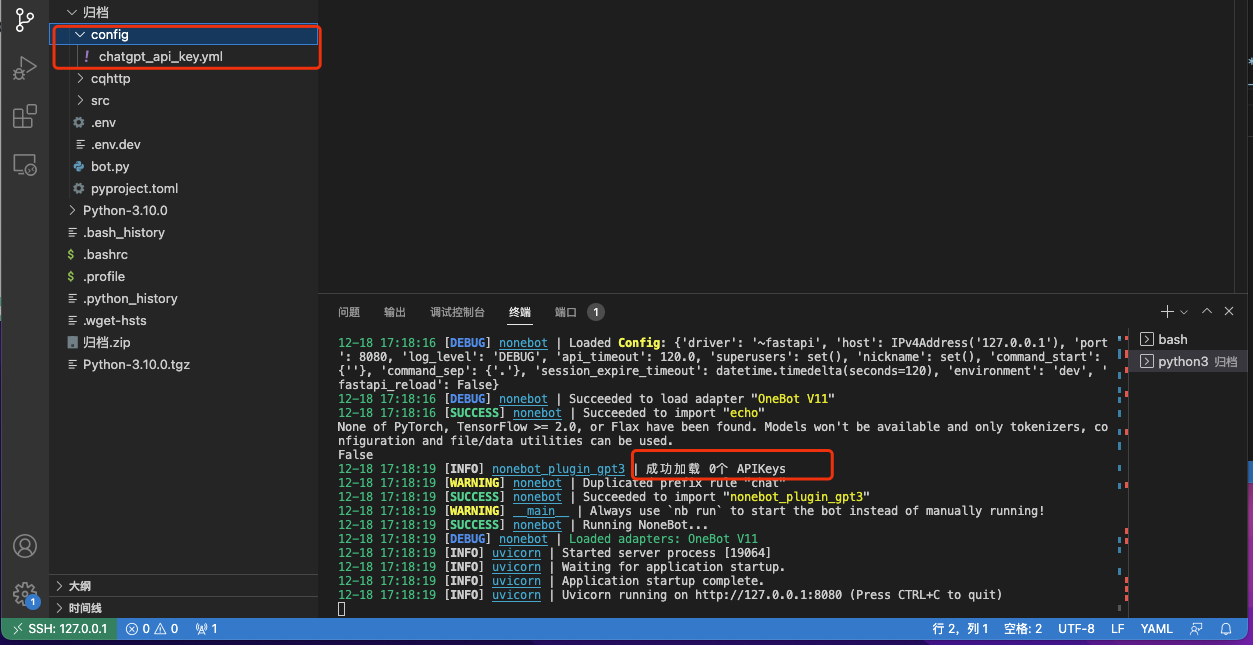 归档
config
! chatgpt_api_key.yml
cqhttp
src
.env
.env.dev
bot.py
pyproject.toml
Python-3.10.0
.bash_history
$ .bashrc
$ .profile
.python_history
.wget-hsts
归档.zip
Python-3.10.0.tgz
大纲
时间线
问题 输出 调试控制台 终端 端口 1
12-18 17:18:16 [DEBUG] nonebot | Loaded Config: {'driver': '~fastapi', 'host': IPv4Address('127.0.0.1'), 'port
': 8080, 'log_level': 'DEBUG', 'api_timeout': 120.0, 'superusers': set(), 'nickname': set(), 'command_start':
{''}, 'command_sep': {'.'}, 'session_expire_timeout': datetime.timedelta(seconds=120), 'environment': 'dev', '
fastapi_reload': False}
12-18 17:18:16 [DEBUG] nonebot | Succeeded to load adapter "OneBot V11"
12-18 17:18:16 [SUCCESS] nonebot | Succeeded to import "echo"
None of PyTorch, TensorFlow >= 2.0, or Flax have been found. Models won't be available and only tokenizers, co
nfiguration and file/data utilities can be used.
False
12-18 17:18:19 [INFO] nonebot_plugin_gpt3 | 成功加载 0个 APIKeys
12-18 17:18:19 [WARNING] nonebot | Duplicated prefix rule "chat"
12-18 17:18:19 [SUCCESS] nonebot | Succeeded to import "nonebot_plugin_gpt3"
12-18 17:18:19 [WARNING] __main__ | Always use `nb run` to start the bot instead of manually running!
12-18 17:18:19 [SUCCESS] nonebot | Running NoneBot...
12-18 17:18:19 [DEBUG] nonebot | Loaded adapters: OneBot V11
12-18 17:18:19 [INFO] uvicorn | Started server process [19064]
12-18 17:18:19 [INFO] uvicorn | Waiting for application startup.
12-18 17:18:19 [INFO] uvicorn | Application startup complete.
12-18 17:18:19 [INFO] uvicorn | Uvicorn running on http://127.0.0.1:8080 (Press CTRL+C to quit)
bash
python3 归档
1
SSH: 127.0.0.1 0 0 1 行 2，列 1 空格: 2 UTF-8 LF YAML